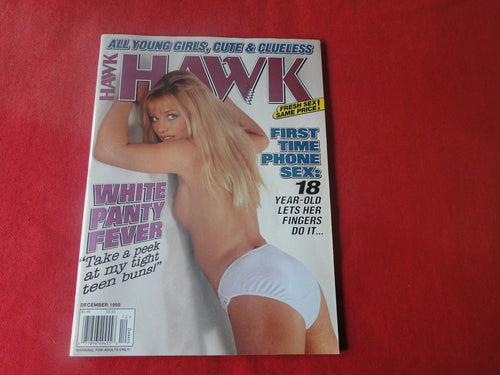 ALL YOUNG GIRLS, CUTE & CLUELESS
HAWK
HAWK
FRESH SEX
SAME PRICE!
FIRST
TIME
PHONE
SEX:
18
YEAR-OLD
LETS HER
FINGERS
DO IT...
WHITE
PANTY
FEVER
"Take a peek
at my tight
teen buns!"
DECEMBER 1995
WARNING: FOR ADULTS ONLY!